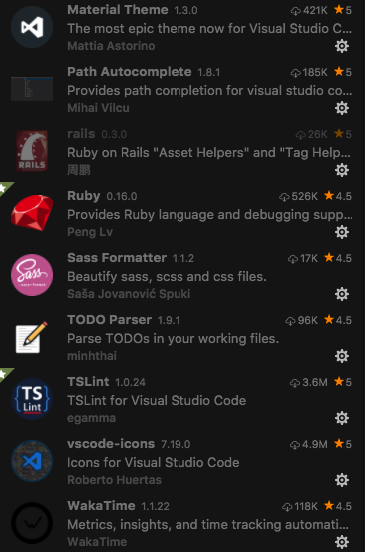 Material Theme 1.3.0 421K ★5
The most epic theme now for Visual Studio C...
Mattia Astorino
Path Autocomplete 1.8.1 185K ★5
Provides path completion for visual studio co...
Mihai Vilcu
rails 0.3.0 26K ★5
Ruby on Rails "Asset Helpers" and "Tag Help...
周鹏
RAILS
Ruby 0.16.0 526K ★4.5
Provides Ruby language and debugging supp...
Peng Lv
Sass Formatter 1.1.2 17K ★4.5
Beautify sass, scss and css files.
Saša Jovanović Spuki
Sass
TODO Parser 1.9.1 96K ★4.5
Parse TODOs in your working files.
minhthai
TSLint 1.0.24 3.6M ★5
TSLint for Visual Studio Code
egamma
TS
Lint
vscode-icons 7.19.0 4.9M ★5
Icons for Visual Studio Code
Roberto Huertas
WakaTime 1.1.22 118K ★4.5
Metrics, insights, and time tracking automati...
WakaTime